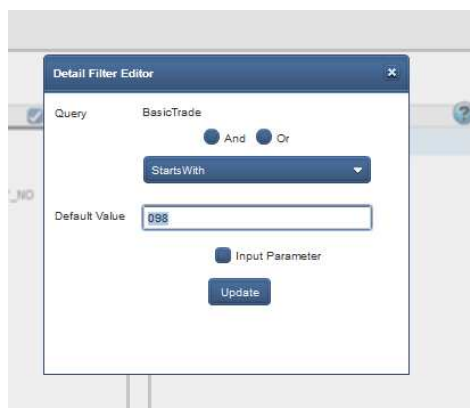 Detail Filter Editor
Query BasicTrade
And Or
StartsWith
_NO
Default Value 098
Input Parameter
Update